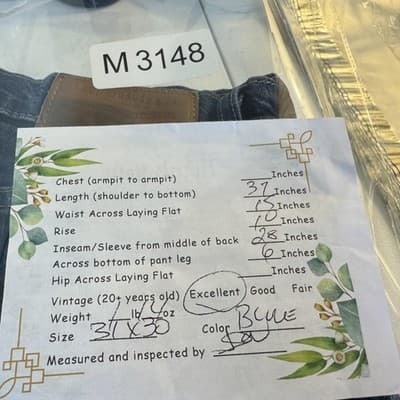 M 3148
Chest (armpit to armpit) Inches
Length (shoulder to bottom) 37 Inches
Waist Across Laying Flat 15 Inches
Rise 10 Inches
Inseam/Sleeve from middle of back 28 Inches
Across bottom of pant leg 6 Inches
Hip Across Laying Flat Inches
Vintage (20+ years old) Excellent Good Fair
Weight 1 lb oz
Size 31X30 Color BLUE
Measured and inspected by